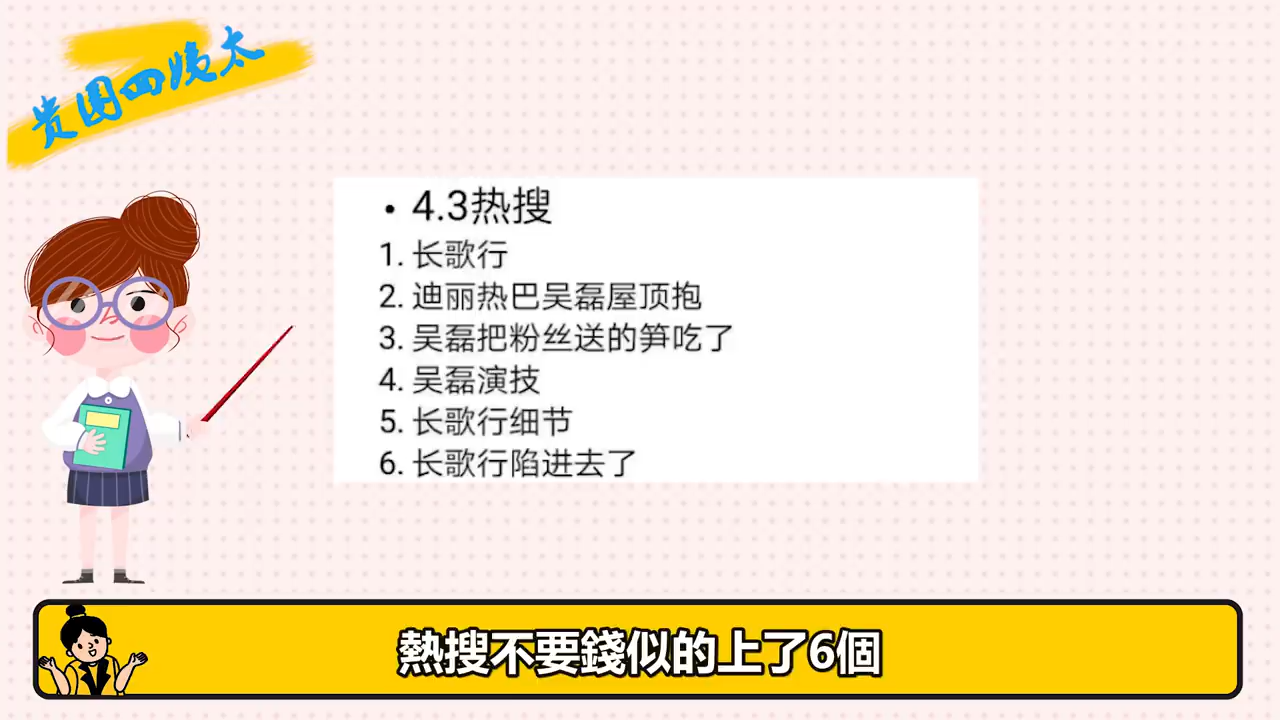 贵圈四姨太
• 4.3热搜
1. 长歌行
2. 迪丽热巴吴磊屋顶抱
3. 吴磊把粉丝送的笋吃了
4. 吴磊演技
5. 长歌行细节
6. 长歌行陷进去了
熱搜不要錢似的上了6個